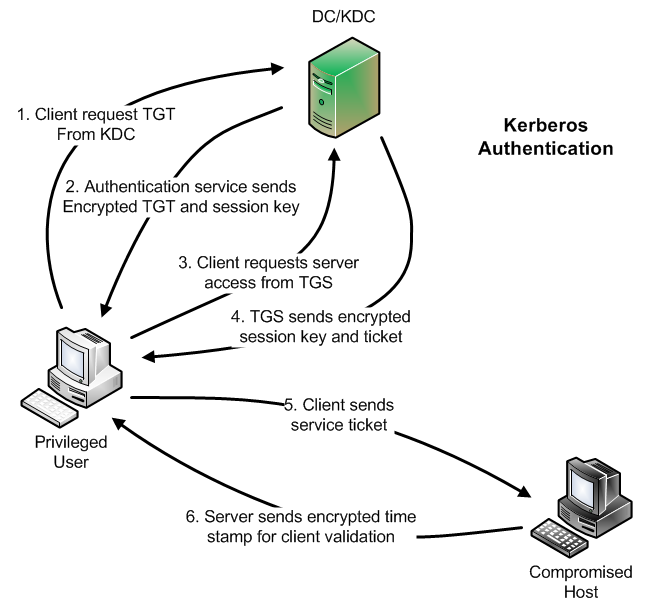 DC/KDC
Kerberos
Authentication
1. Client request TGT
From KDC
2. Authentication service sends
Encrypted TGT and session key
3. Client requests server
access from TGS
4. TGS sends encrypted
session key and ticket
Privileged
User
5. Client sends
service ticket
6. Server sends encrypted time
stamp for client validation
Compromised
Host